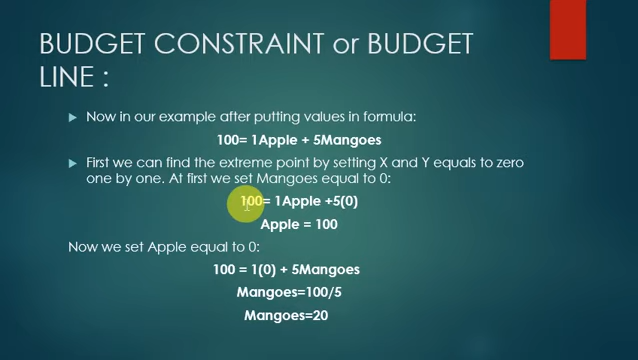 BUDGET CONSTRAINT or BUDGET
LINE :
Now in our example after putting values in formula:
100= 1Apple + 5Mangoes
First we can find the extreme point by setting X and Y equals to zero
one by one. At first we set Mangoes equal to 0:
100= 1Apple +5(0)
Apple = 100
Now we set Apple equal to 0:
100 = 1(0) + 5Mangoes
Mangoes=100/5
Mangoes=20